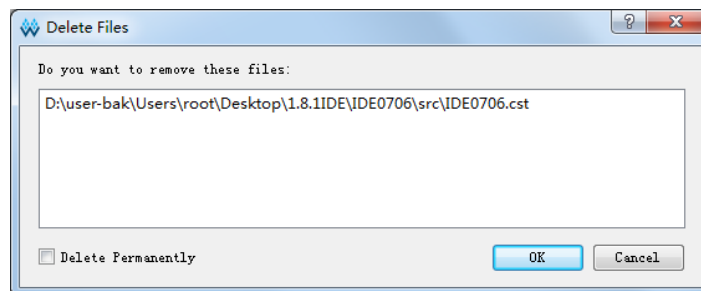 Delete Files
Do you want to remove these files:
D:\user-bak\Users\root\Desktop\1.8.1IDE\IDE0706\src\IDE0706.cst
Delete Permanently
OK
Cancel